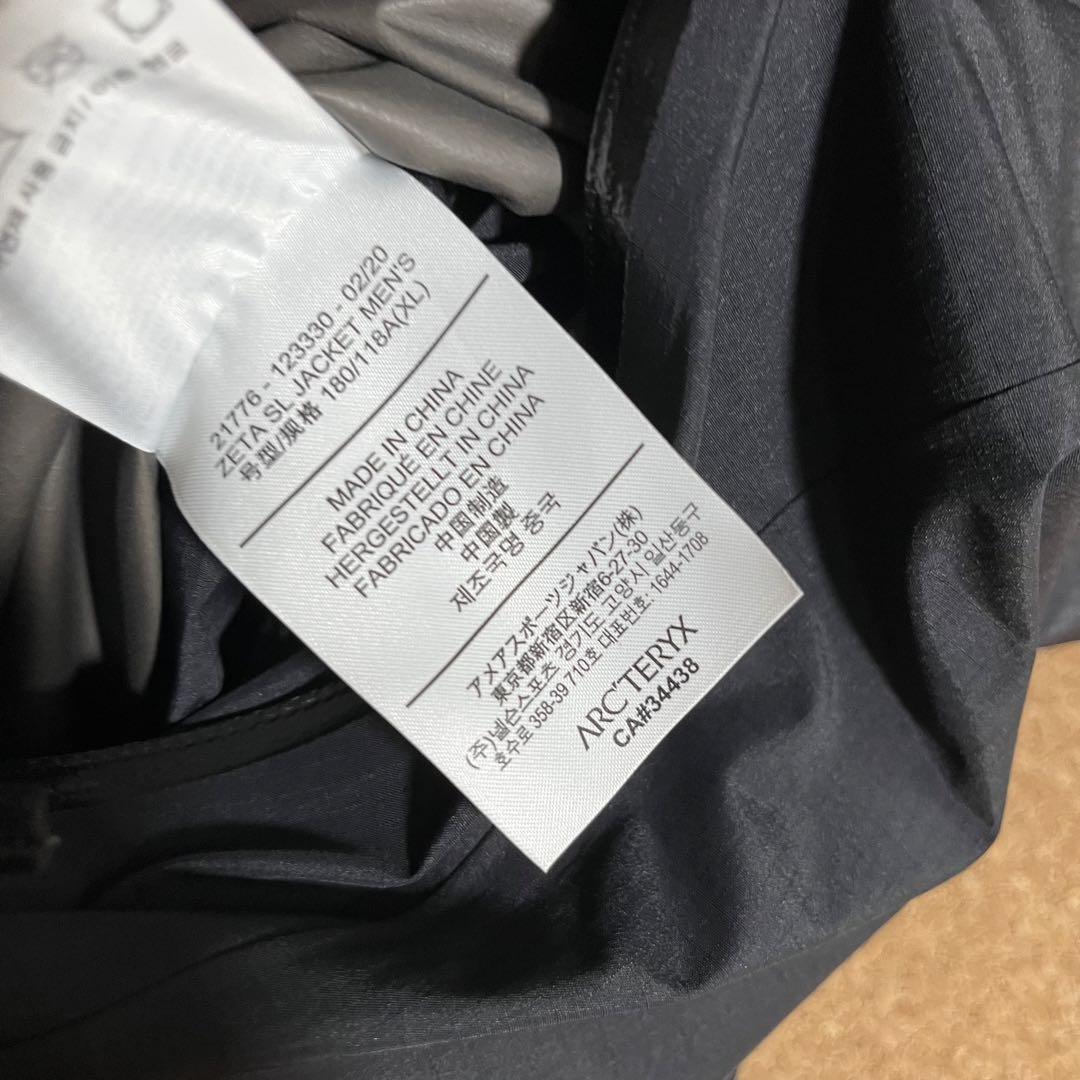 사용 금지 /
21776 - 123330 - 02/20
ZETA SL JACKET MEN'S
号型/规格 180/118A(XL)
MADE IN CHINA
FABRIQUE EN CHINE
HERGESTELLT IN CHINA
FABRICADO EN CHINA
中国制造
中国製
제조국명 중국
アメアスポーツジャパン(株)
東京都新宿区新宿6-27-30
(주)넬슨스포츠 경기도 고양시 일산동구
호수로 358-39 710호 대표번호: 1644-1708
ARC'TERYX
CA#34438